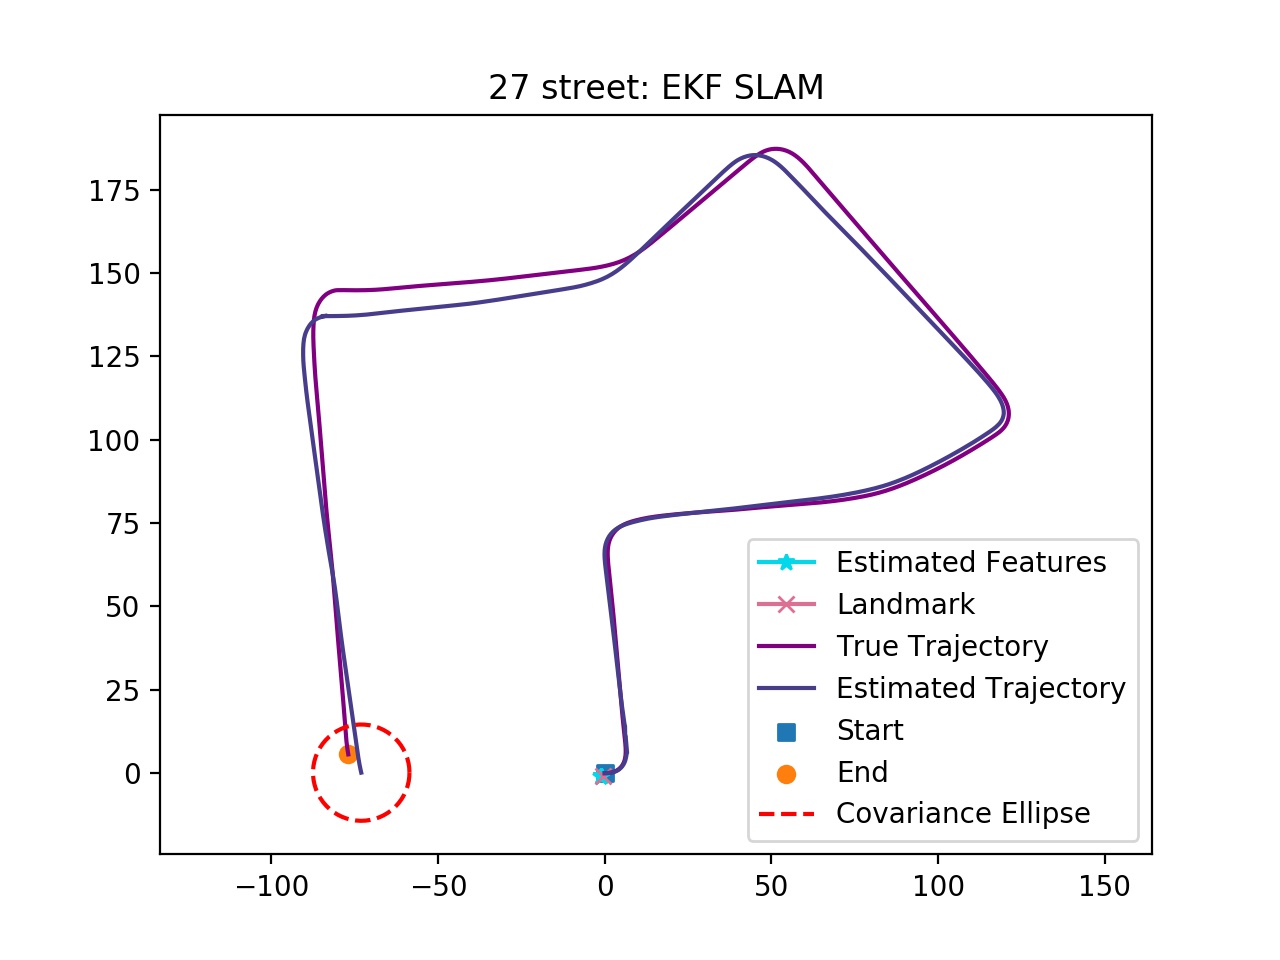 27 street: EKF SLAM
175
150
125
100
75
50
25
0
−100
−50
0
50
100
150
Estimated Features
Landmark
True Trajectory
Estimated Trajectory
Start
End
Covariance Ellipse